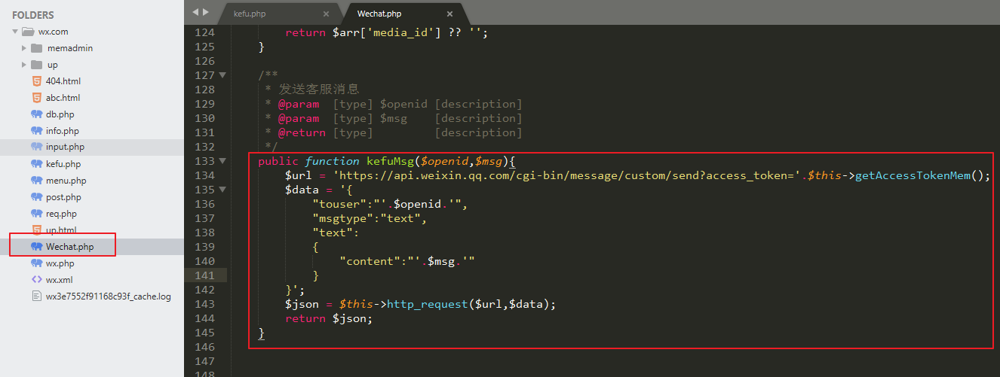 FOLDERS
wx.com
memadmin
up
404.html
abc.html
db.php
info.php
input.php
kefu.php
menu.php
post.php
req.php
up.html
Wechat.php
wx.php
wx.xml
wx3e7552f91168c93f_cache.log
kefu.php ×
Wechat.php ×
124 return $arr['media_id'] ?? '';
125 }
126
127 /**
128 * 发送客服消息
129 * @param [type] $openid [description]
130 * @param [type] $msg [description]
131 * @return [type] [description]
132 */
133 public function kefuMsg($openid,$msg){
134 $url = 'https://api.weixin.qq.com/cgi-bin/message/custom/send?access_token='.$this->getAccessTokenMem();
135 $data = '{
136 "touser":"'.$openid.'",
137 "msgtype":"text",
138 "text":
139 {
140 "content":"'.$msg.'"
141 }
142 }';
143 $json = $this->http_request($url,$data);
144 return $json;
145 }
146
147
148